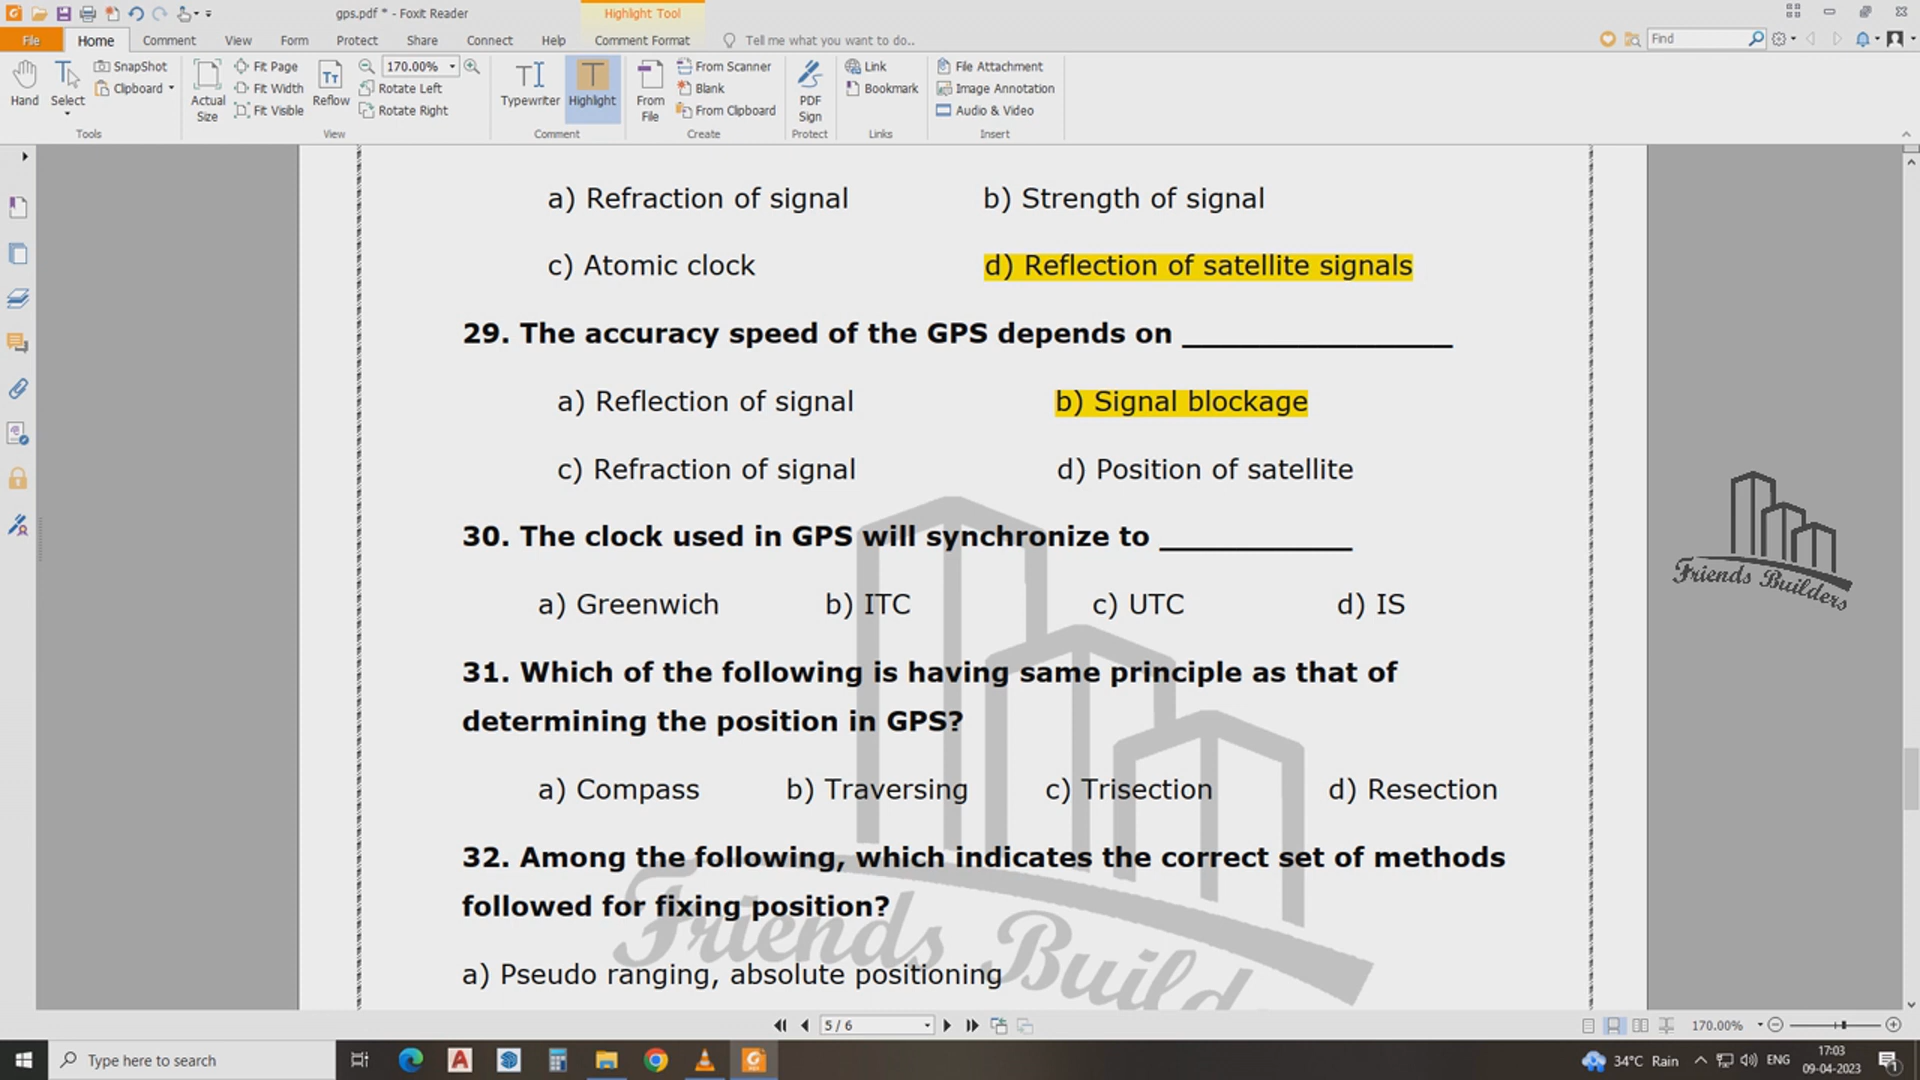 gps.pdf * - Foxit Reader
Highlight Tool
File Home Comment View Form Protect Share Connect Help Comment Format Tell me what you want to do.. Find
Hand
Select
SnapShot
Clipboard
Tools
Actual Size
Fit Page
Fit Width
Fit Visible
Reflow
170.00%
Rotate Left
Rotate Right
View
Typewriter
Highlight
Comment
From File
From Scanner
Blank
From Clipboard
Create
PDF Sign
Protect
Link
Bookmark
Links
File Attachment
Image Annotation
Audio & Video
Insert
a) Refraction of signal b) Strength of signal
c) Atomic clock d) Reflection of satellite signals
29. The accuracy speed of the GPS depends on ________________
a) Reflection of signal b) Signal blockage
c) Refraction of signal d) Position of satellite
30. The clock used in GPS will synchronize to ____________
a) Greenwich b) ITC c) UTC d) IS
31. Which of the following is having same principle as that of
determining the position in GPS?
a) Compass b) Traversing c) Trisection d) Resection
32. Among the following, which indicates the correct set of methods
followed for fixing position?
a) Pseudo ranging, absolute positioning
Friends Builders
Friends Build
5 / 6
170.00%
Type here to search
34°C Rain
ENG
17:03
09-04-2023
1